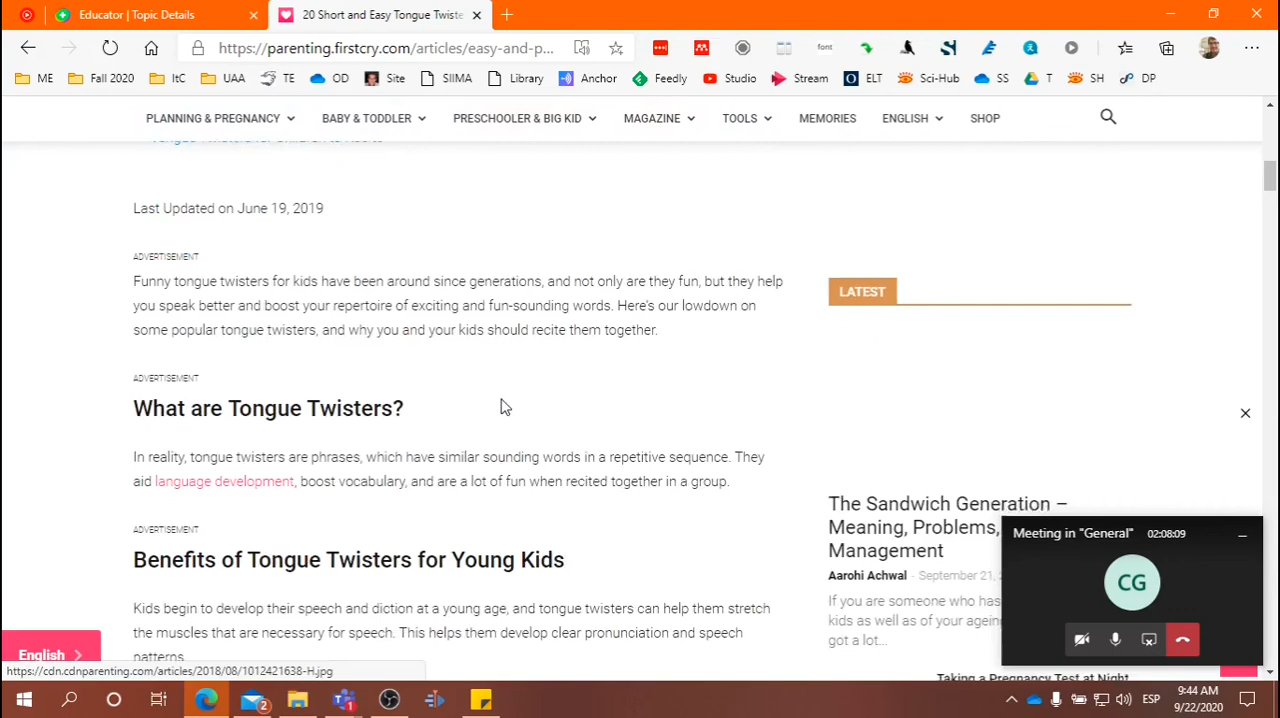 Educator | Topic Details
20 Short and Easy Tongue Twiste
https://parenting.firstcry.com/articles/easy-and-p...
font
ME
Fall 2020
ItC
UAA
TE
OD
Site
SIIMA
Library
Anchor
Feedly
Studio
Stream
ELT
Sci-Hub
SS
T
SH
DP
PLANNING & PREGNANCY
BABY & TODDLER
PRESCHOOLER & BIG KID
MAGAZINE
TOOLS
MEMORIES
ENGLISH
SHOP
Last Updated on June 19, 2019
ADVERTISEMENT
Funny tongue twisters for kids have been around since generations, and not only are they fun, but they help
you speak better and boost your repertoire of exciting and fun-sounding words. Here's our lowdown on
some popular tongue twisters, and why you and your kids should recite them together.
ADVERTISEMENT
What are Tongue Twisters?
In reality, tongue twisters are phrases, which have similar sounding words in a repetitive sequence. They
aid language development, boost vocabulary, and are a lot of fun when recited together in a group.
ADVERTISEMENT
Benefits of Tongue Twisters for Young Kids
Kids begin to develop their speech and diction at a young age, and tongue twisters can help them stretch
the muscles that are necessary for speech. This helps them develop clear pronunciation and speech
patterns.
LATEST
The Sandwich Generation –
Meaning, Problems,
Management
Aarohi Achwal - September 21,
If you are someone who has
kids as well as of your ageing
got a lot...
Taking a Pregnancy Test at Night
Meeting in "General" 02:08:09
CG
English
https://cdn.cdnparenting.com/articles/2018/08/1012421638-H.jpg
2
1
ESP
9:44 AM
9/22/2020